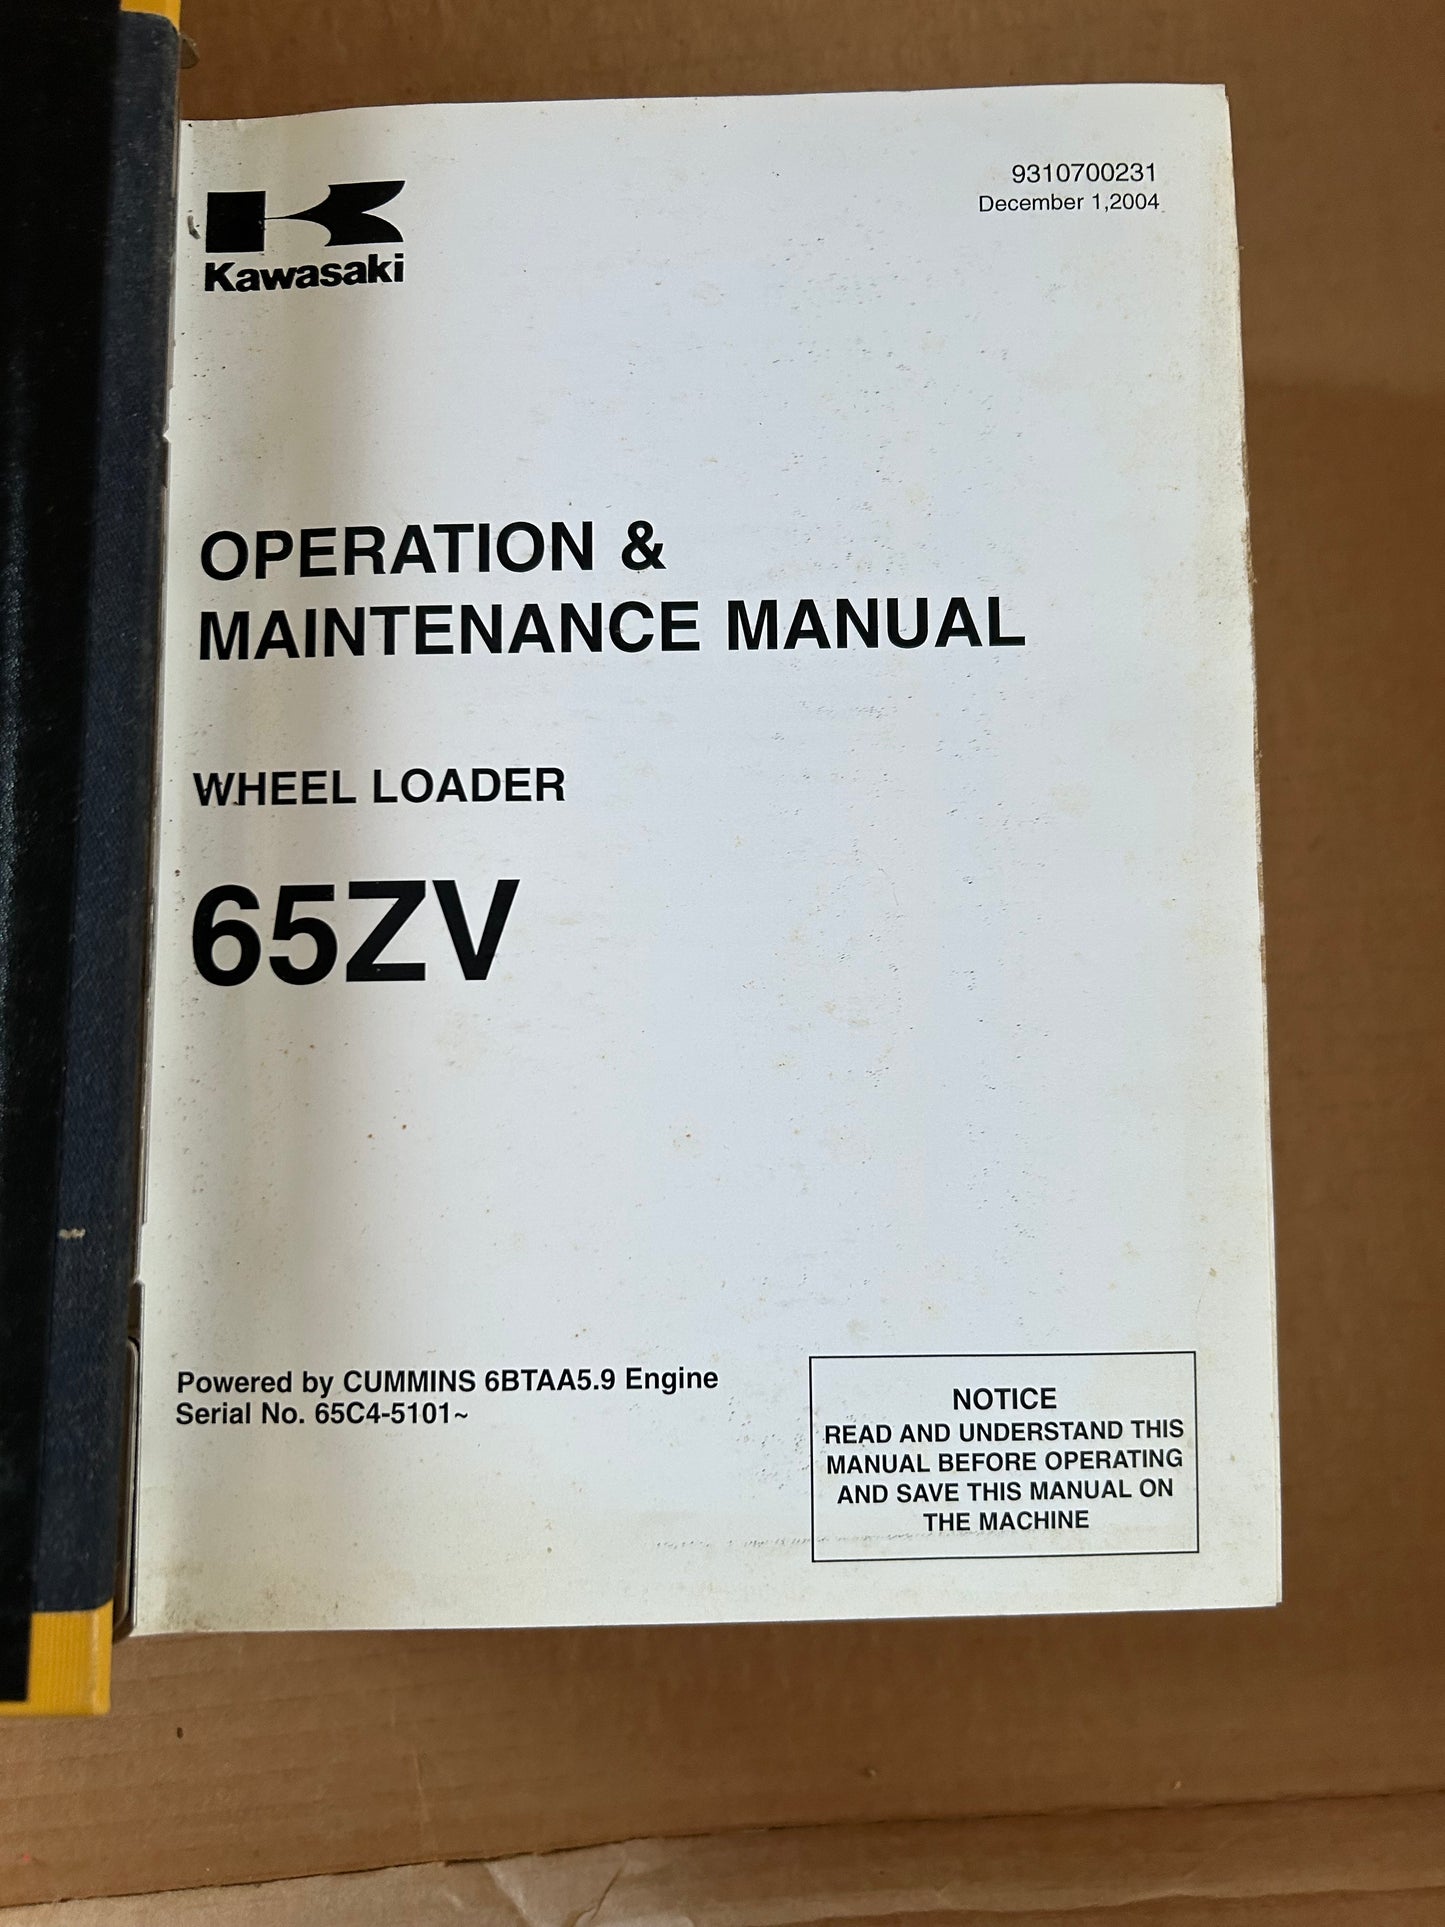 9310700231
December 1,2004
Kawasaki
OPERATION &
MAINTENANCE MANUAL
WHEEL LOADER
65ZV
Powered by CUMMINS 6BTAA5.9 Engine
Serial No. 65C4-5101~
NOTICE
READ AND UNDERSTAND THIS
MANUAL BEFORE OPERATING
AND SAVE THIS MANUAL ON
THE MACHINE